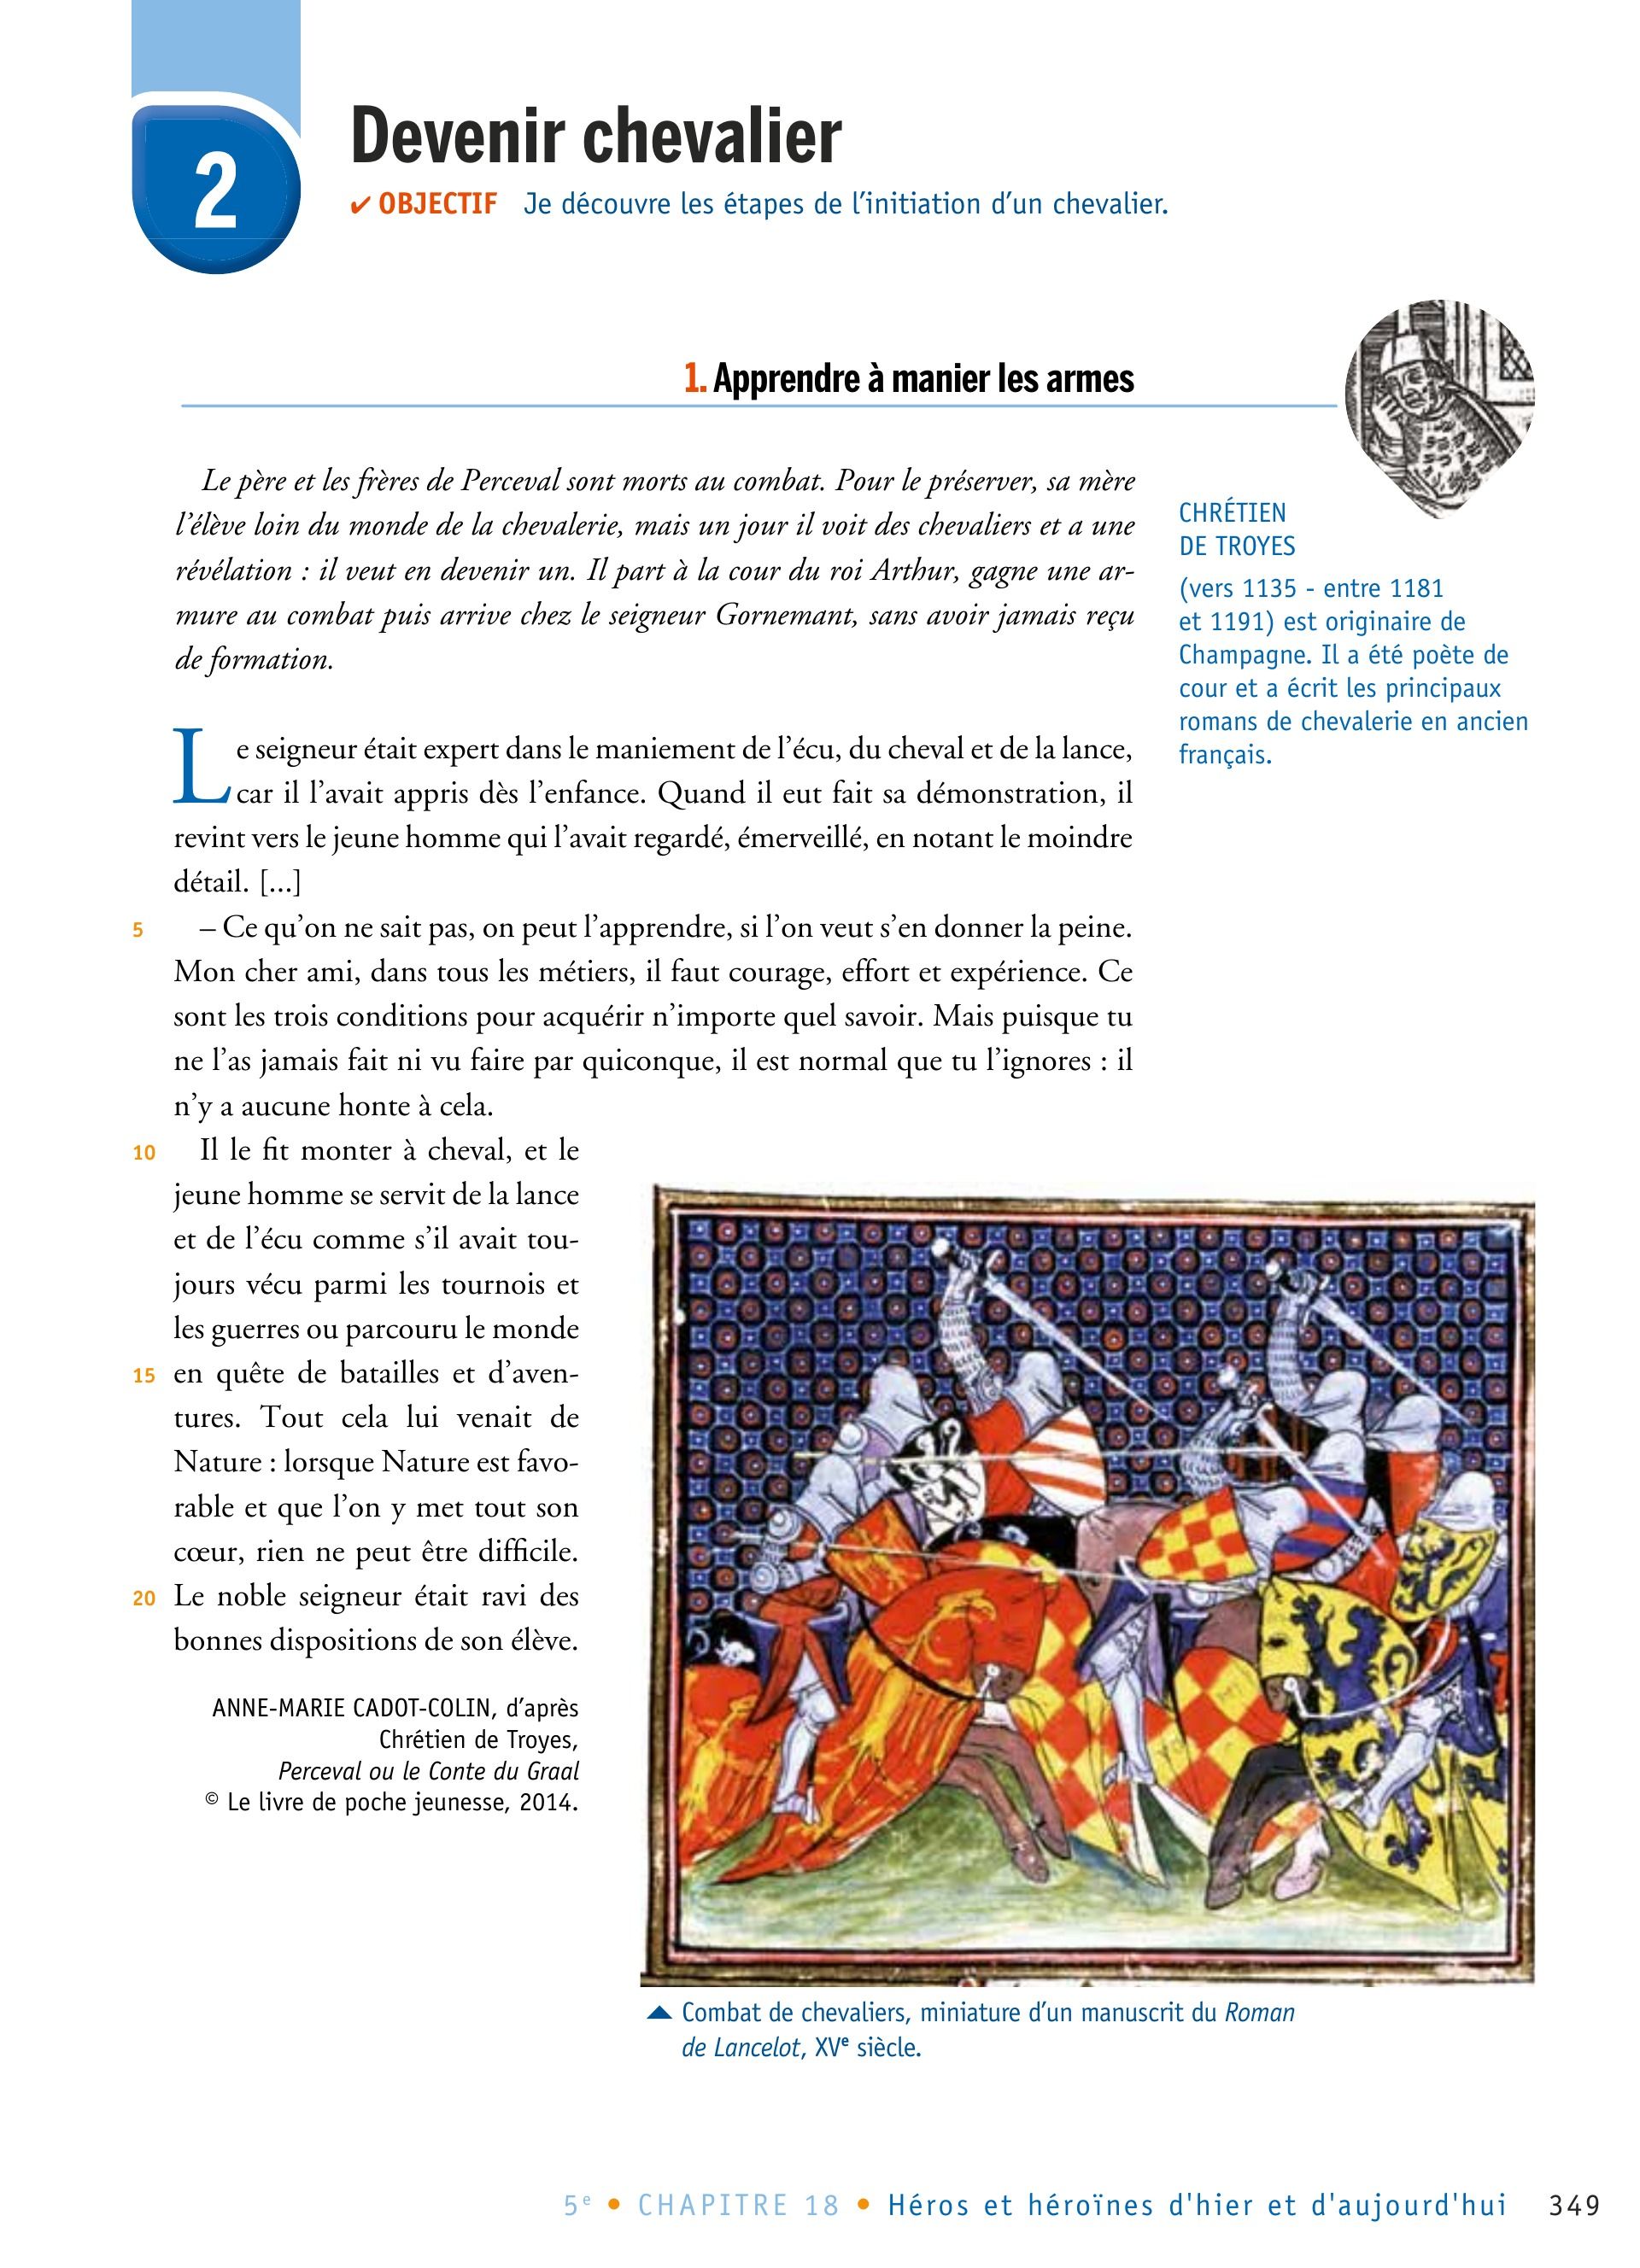 2
Devenir chevalier
✔ OBJECTIF Je découvre les étapes de l'initiation d'un chevalier.
1. Apprendre à manier les armes
Le père et les frères de Perceval sont morts au combat. Pour le préserver, sa mère
l'élève loin du monde de la chevalerie, mais un jour il voit des chevaliers et a une
révélation : il veut en devenir un. Il part à la cour du roi Arthur, gagne une ar-
mure au combat puis arrive chez le seigneur Gornemant, sans avoir jamais reçu
de formation.
CHRÉTIEN
DE TROYES
(vers 1135 - entre 1181
et 1191) est originaire de
Champagne. Il a été poète de
cour et a écrit les principaux
romans de chevalerie en ancien
français.
Le seigneur était expert dans le maniement de l'écu, du cheval et de la lance,
car il l'avait appris dès l'enfance. Quand il eut fait sa démonstration, il
revint vers le jeune homme qui l'avait regardé, émerveillé, en notant le moindre
détail. [...]
5 – Ce qu'on ne sait pas, on peut l'apprendre, si l'on veut s'en donner la peine.
Mon cher ami, dans tous les métiers, il faut courage, effort et expérience. Ce
sont les trois conditions pour acquérir n'importe quel savoir. Mais puisque tu
ne l'as jamais fait ni vu faire par quiconque, il est normal que tu l'ignores : il
n'y a aucune honte à cela.
10 Il le fit monter à cheval, et le
jeune homme se servit de la lance
et de l'écu comme s'il avait tou-
jours vécu parmi les tournois et
les guerres ou parcouru le monde
15 en quête de batailles et d'aven-
tures. Tout cela lui venait de
Nature : lorsque Nature est favo-
rable et que l'on y met tout son
cœur, rien ne peut être difficile.
20 Le noble seigneur était ravi des
bonnes dispositions de son élève.
ANNE-MARIE CADOT-COLIN, d'après
Chrétien de Troyes,
Perceval ou le Conte du Graal
© Le livre de poche jeunesse, 2014.
Combat de chevaliers, miniature d'un manuscrit du Roman
de Lancelot, XVe siècle.
5e • CHAPITRE 18 • Héros et héroïnes d'hier et d'aujourd'hui 349